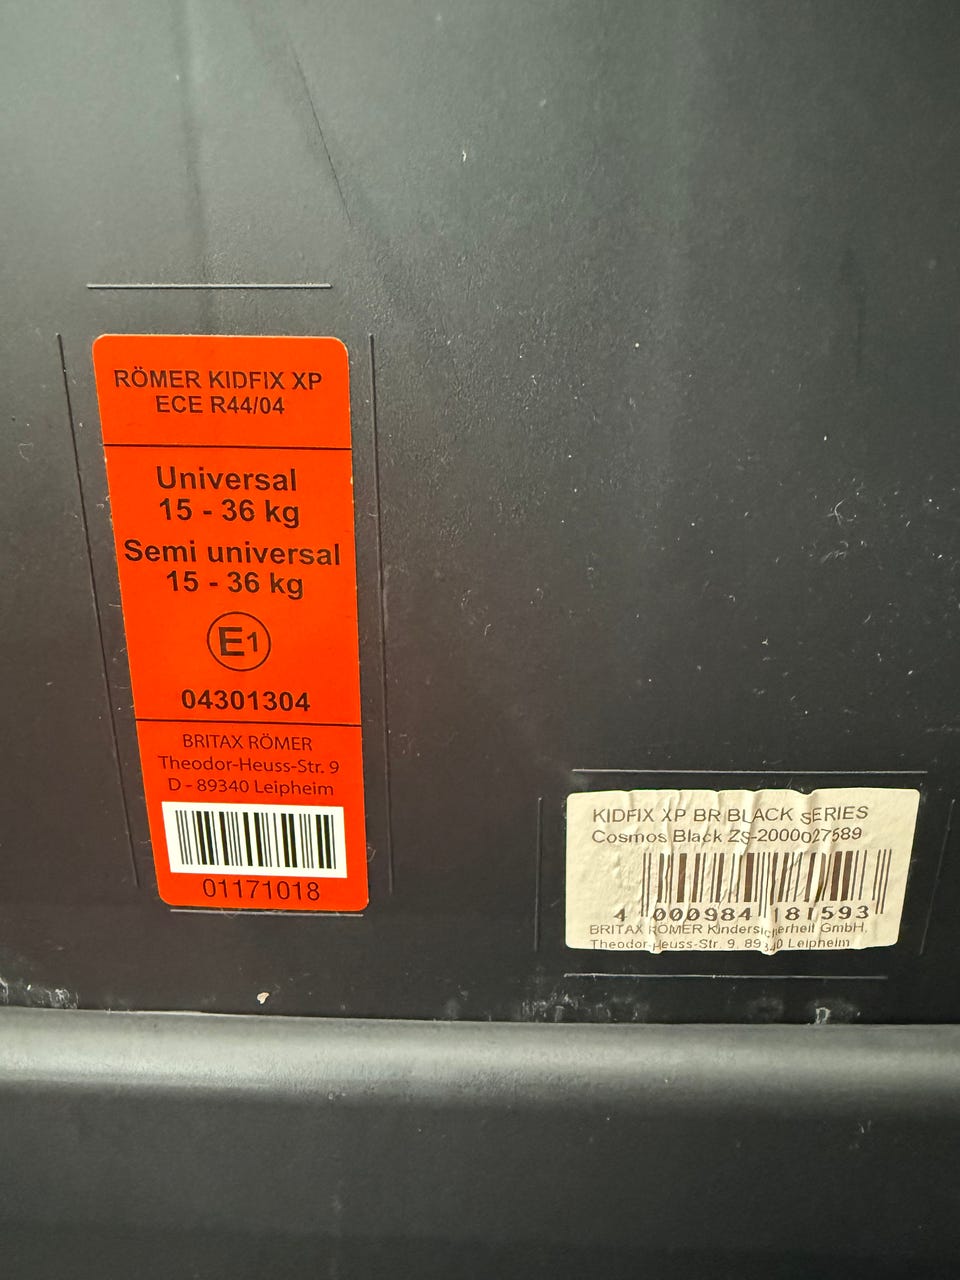 RÖMER KIDFIX XP
ECE R44/04
Universal
15 - 36 kg
Semi universal
15 - 36 kg
E1
04301304
BRITAX RÖMER
Theodor-Heuss-Str. 9
D - 89340 Leipheim
01171018
KIDFIX XP BR BLACK SERIES
Cosmos Black ZS-2000027589
4 000984 181593
BRITAX RÖMER Kindersicherheit GmbH,
Theodor-Heuss-Str. 9, 89340 Leipheim